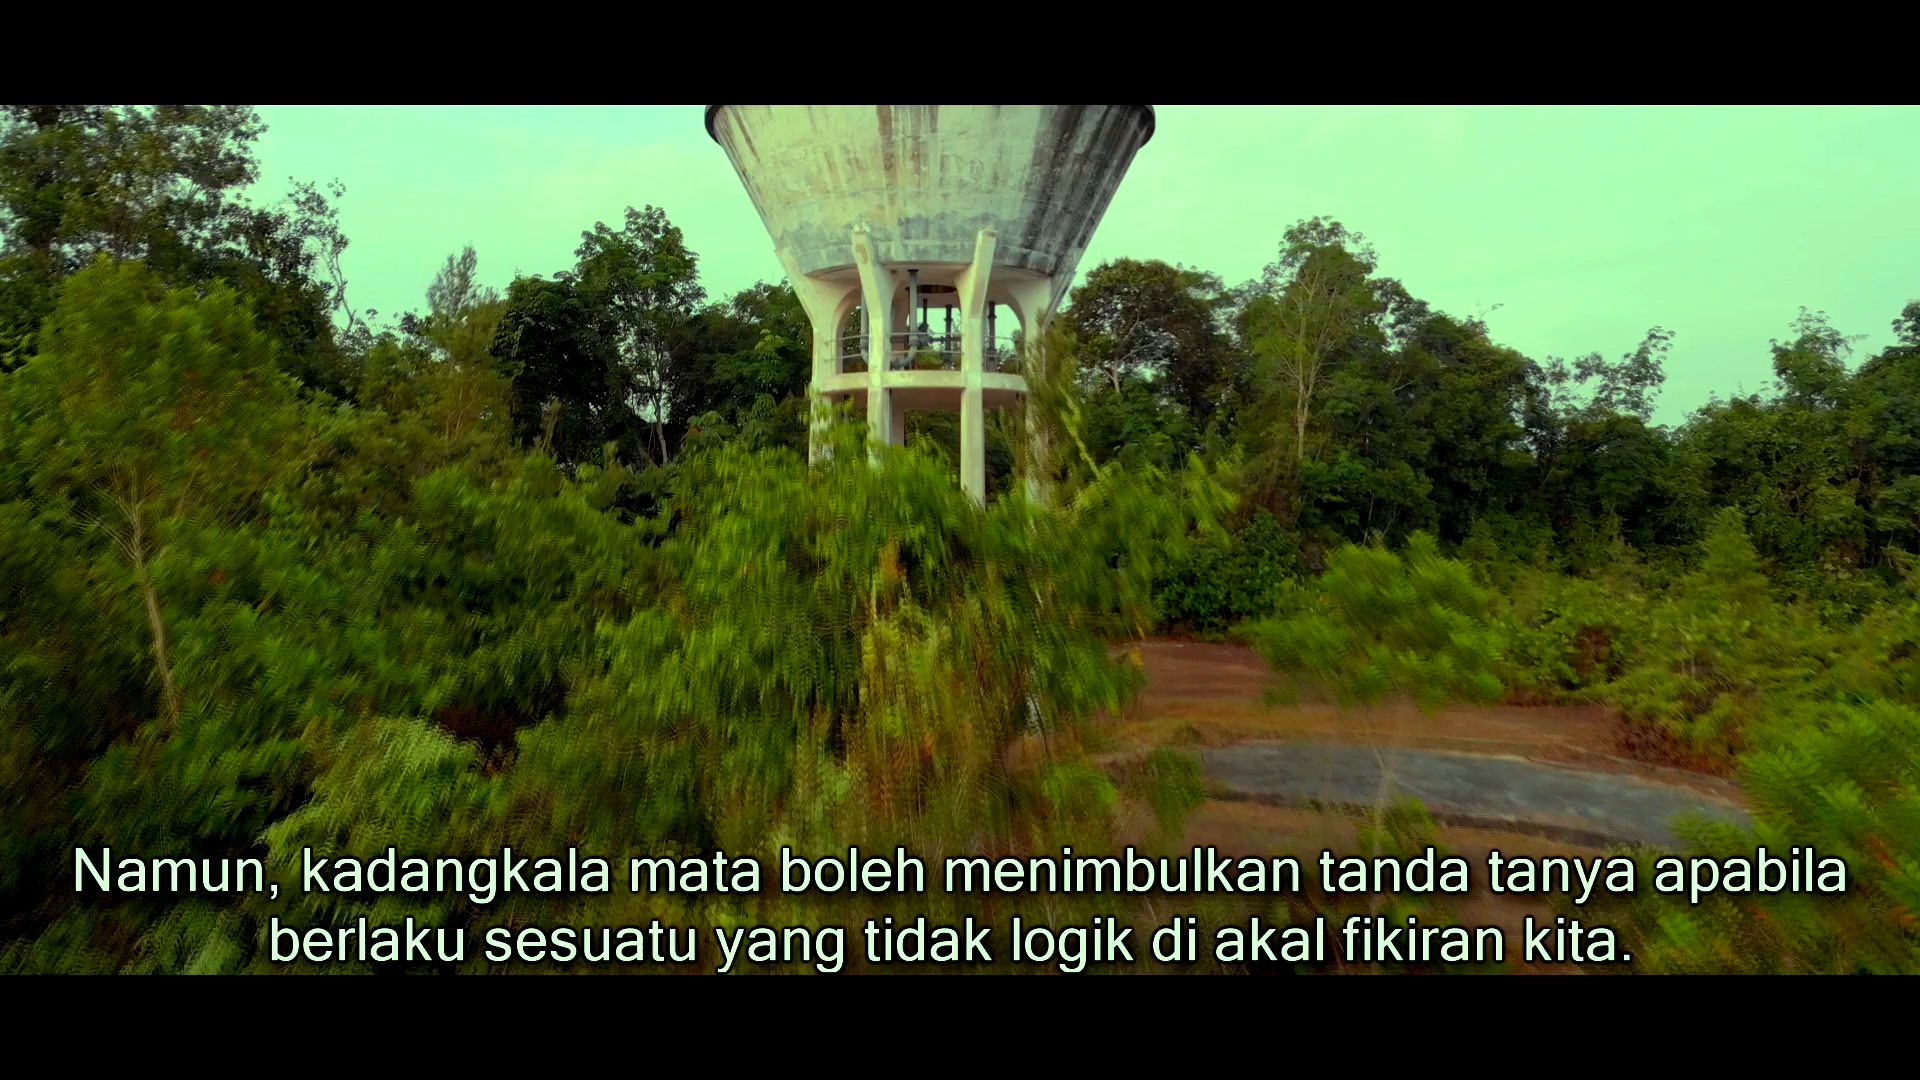 Namun, kadangkala mata boleh menimbulkan tanda tanya apabila
berlaku sesuatu yang tidak logik di akal fikiran kita.